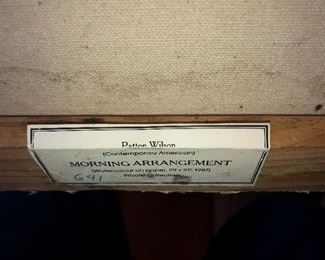 Patton Wilson
(Contemporary American)
MORNING ARRANGEMENT
(Watercolour on paper, 29 x 21", 1987)
Private Collection
641